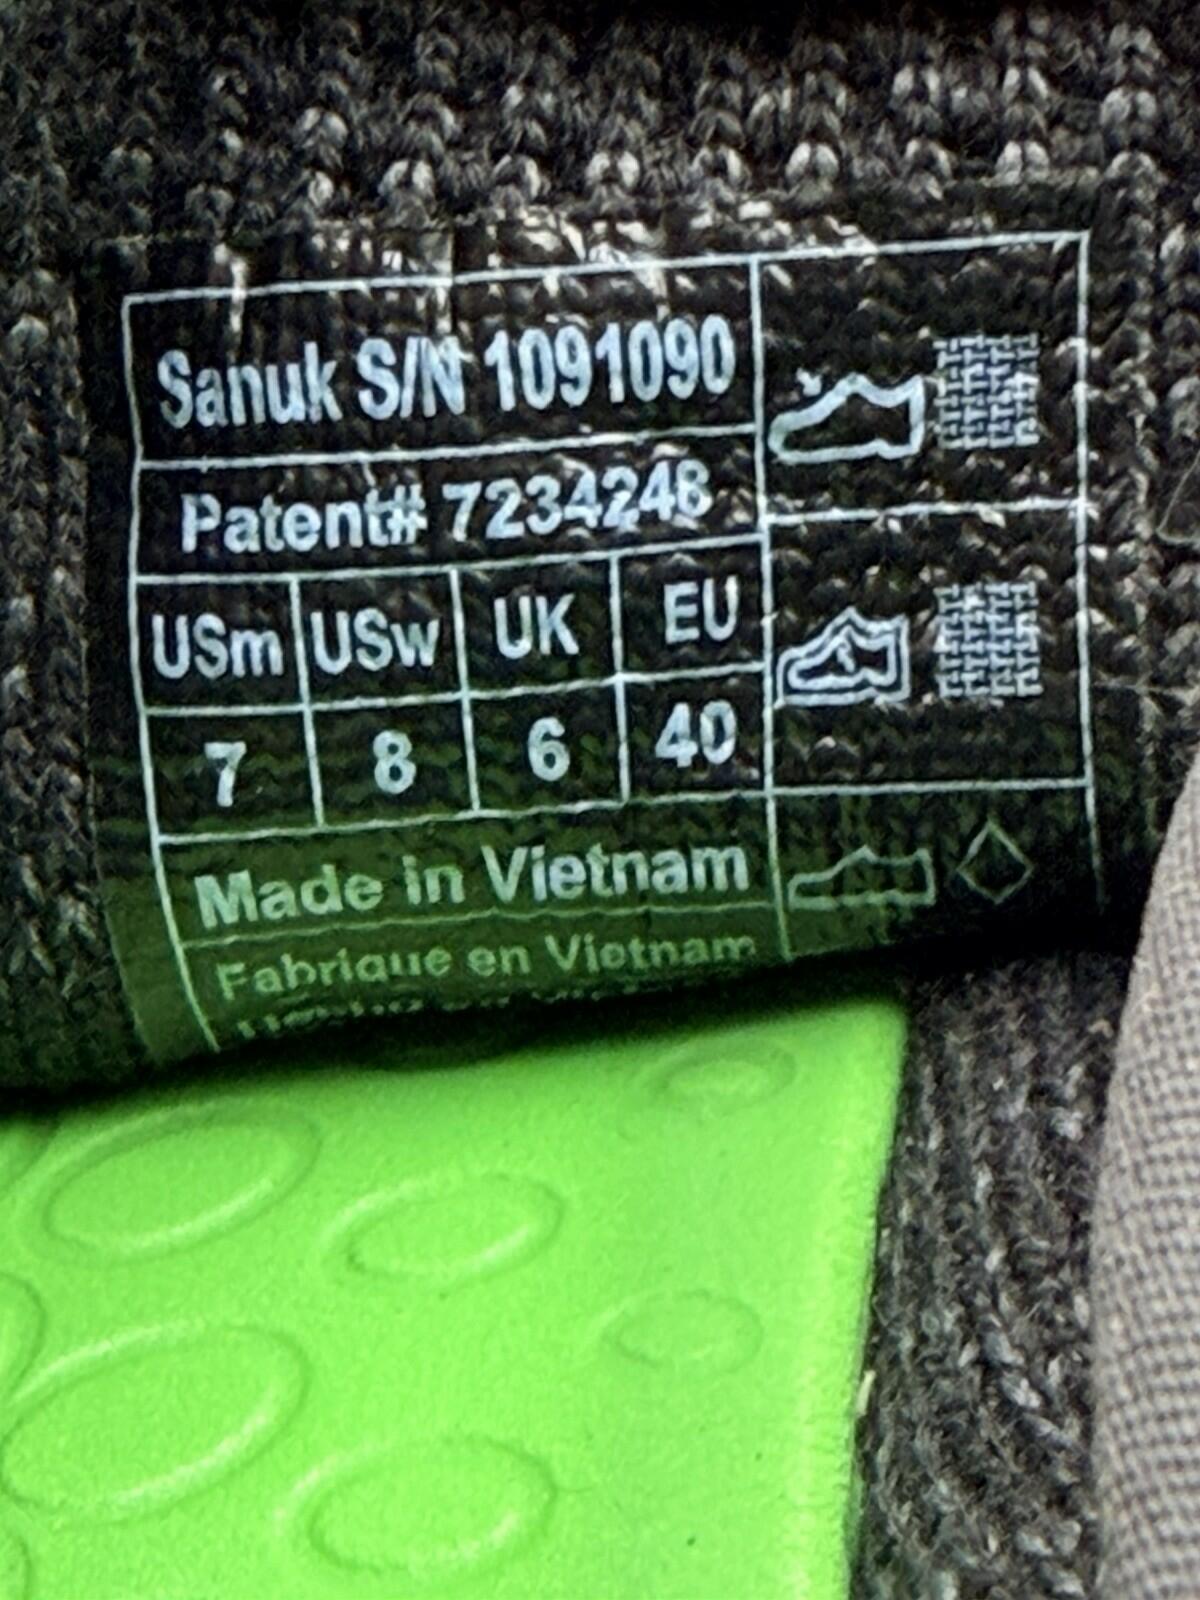 Sanuk S/N 1091090
Patent# 7234248
USm USw UK EU
7 8 6 40
Made in Vietnam
Fabrique en Vietnam